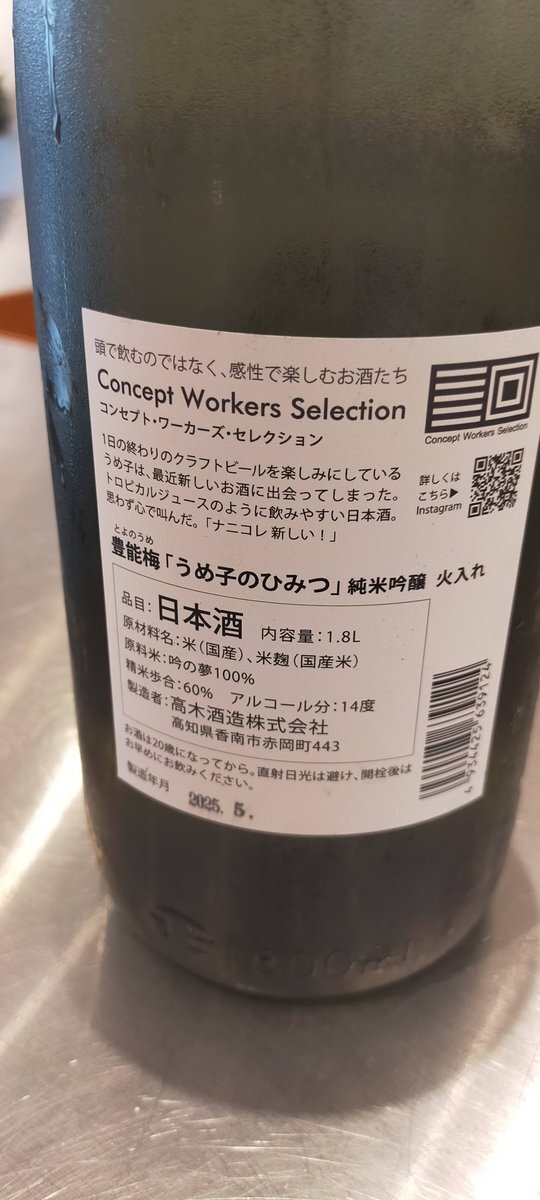 頭で飲むのではなく、感性で楽しむお酒たち
Concept Workers Selection
コンセプト・ワーカーズ・セレクション
Concept Workers Selection
1日の終わりのクラフトビールを楽しみにしている
うめ子は、最近新しいお酒に出会ってしまった。
トロピカルジュースのように飲みやすい日本酒。
思わず心で叫んだ。「ナニコレ 新しい！」
詳しくは
こちら▶
Instagram
とよのうめ
豊能梅「うめ子のひみつ」純米吟醸 火入れ
品目：日本酒 内容量：1.8L
原材料名：米（国産）、米麹（国産米）
原料米：吟の夢100%
精米歩合：60% アルコール分：14度
製造者：高木酒造株式会社
高知県香南市赤岡町443
お酒は20歳になってから。直射日光は避け、開栓後は
お早めにお飲みください。
製造年月 2025. 5.
4 934425 639124
1800ml